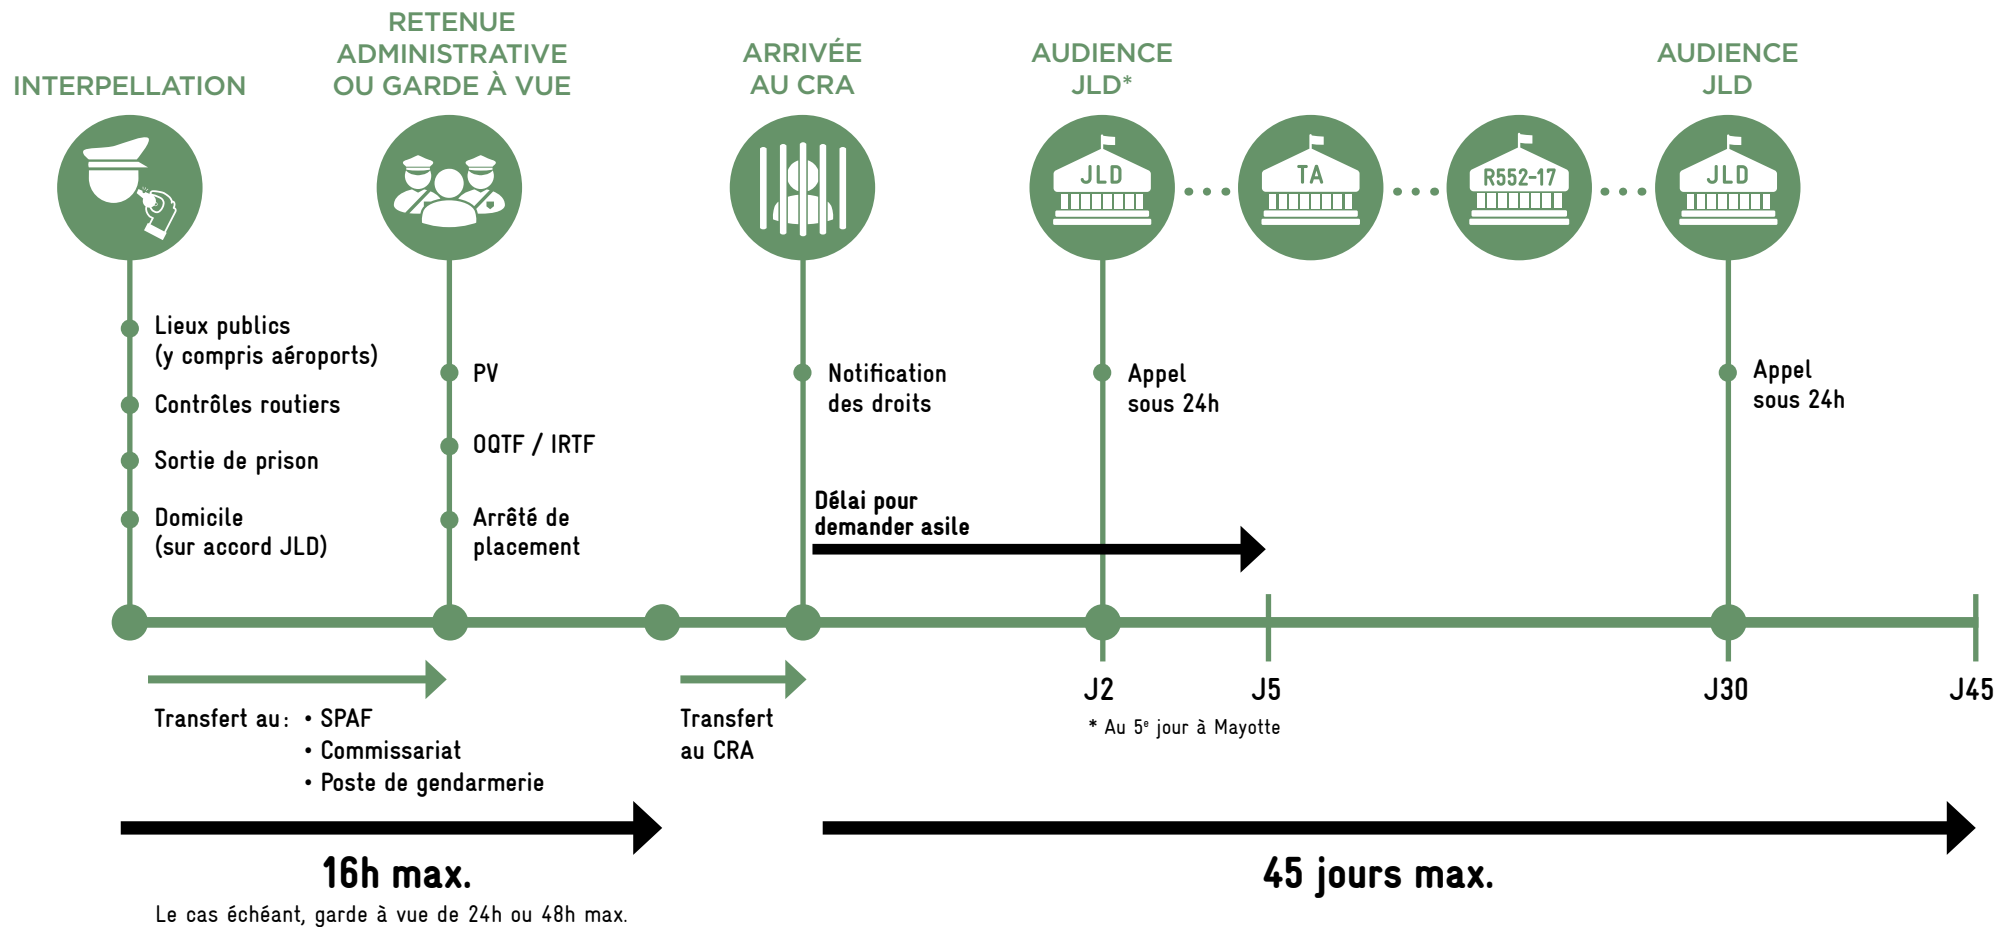 INTERPELLATION
RETENUE
ADMINISTRATIVE
OU GARDE À VUE
ARRIVÉE
AU CRA
AUDIENCE
JLD*
AUDIENCE
JLD
JLD
TA
R552-17
JLD
Lieux publics
(y compris aéroports)
Contrôles routiers
Sortie de prison
Domicile
(sur accord JLD)
PV
OQTF / IRTF
Arrêté de
placement
Notification
des droits
Délai pour
demander asile
Appel
sous 24h
Appel
sous 24h
Transfert au : • SPAF
• Commissariat
• Poste de gendarmerie
Transfert
au CRA
J2
J5
J30
J45
* Au 5e jour à Mayotte
16h max.
Le cas échéant, garde à vue de 24h ou 48h max.
45 jours max.